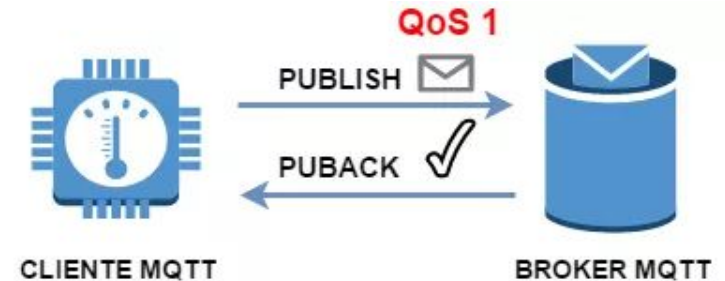 QoS 1
PUBLISH
PUBACK
CLIENTE MQTT
BROKER MQTT